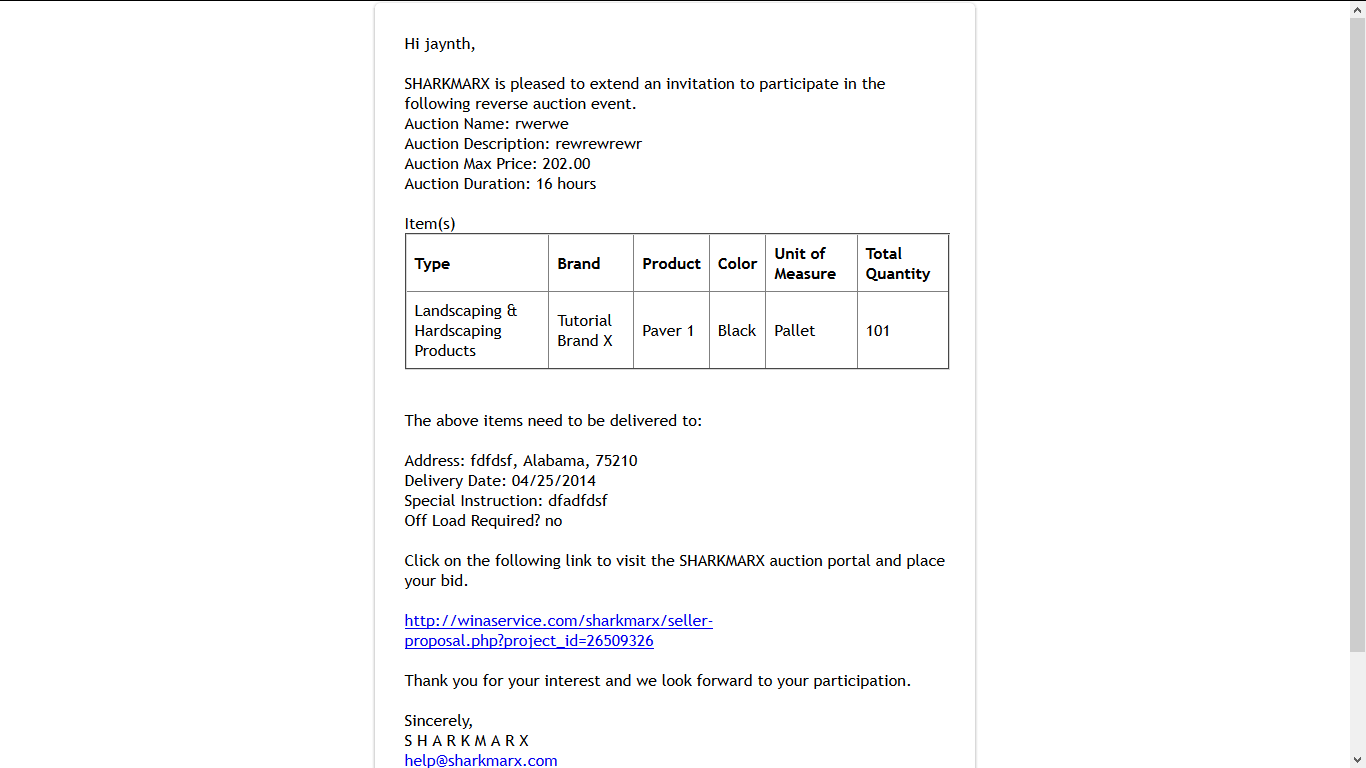 Hi jaynth,
SHARKMARX is pleased to extend an invitation to participate in the
following reverse auction event.
Auction Name: rwerwe
Auction Description: rewrewrewr
Auction Max Price: 202.00
Auction Duration: 16 hours
Item(s)
Type Brand Product Color Unit of Measure Total Quantity
Landscaping & Hardscaping Products Tutorial Brand X Paver 1 Black Pallet 101
The above items need to be delivered to:
Address: fdfdsf, Alabama, 75210
Delivery Date: 04/25/2014
Special Instruction: dfadfdsf
Off Load Required? no
Click on the following link to visit the SHARKMARX auction portal and place
your bid.
http://winaservice.com/sharkmarx/seller-
proposal.php?project_id=26509326
Thank you for your interest and we look forward to your participation.
Sincerely,
S H A R K M A R X
help@sharkmarx.com